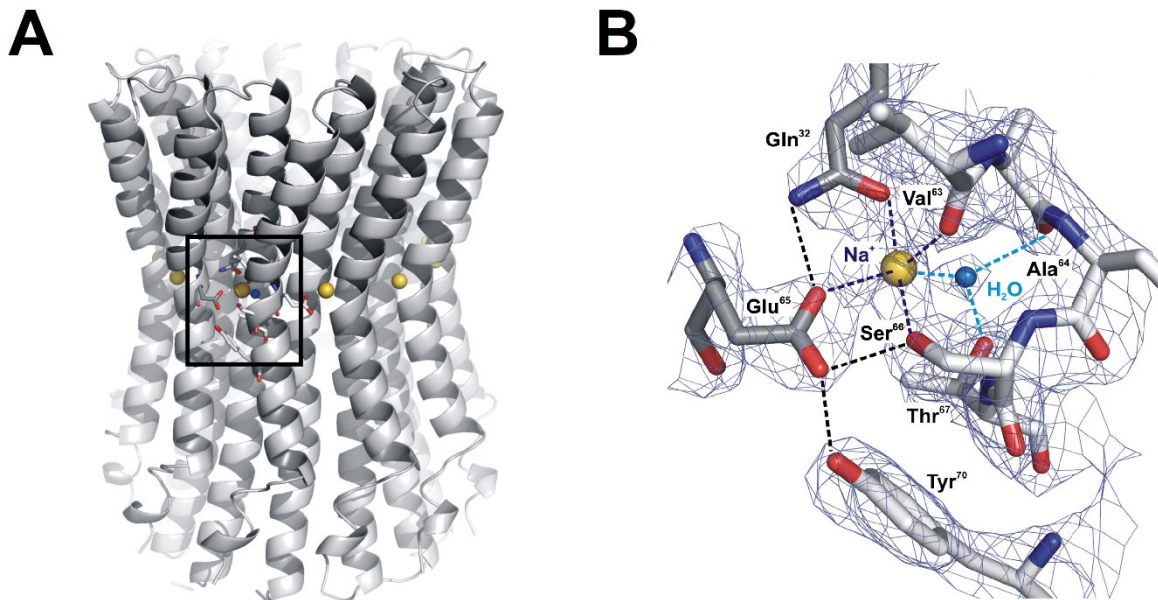 A
B
Gln³²
Val⁶³
Na⁺
Ala⁶⁴
H₂O
Glu⁶⁵
Ser⁶⁶
Thr⁶⁷
Tyr⁷⁰